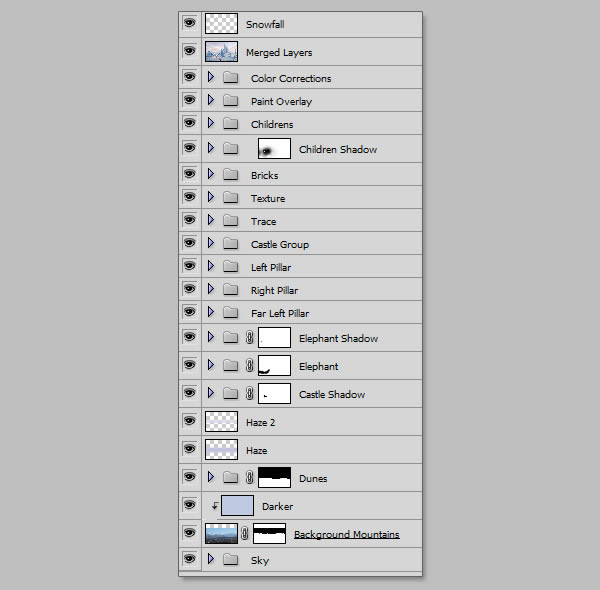 Snowfall
Merged Layers
Color Corrections
Paint Overlay
Childrens
Children Shadow
Bricks
Texture
Trace
Castle Group
Left Pillar
Right Pillar
Far Left Pillar
Elephant Shadow
Elephant
Castle Shadow
Haze 2
Haze
Dunes
Darker
Background Mountains
Sky